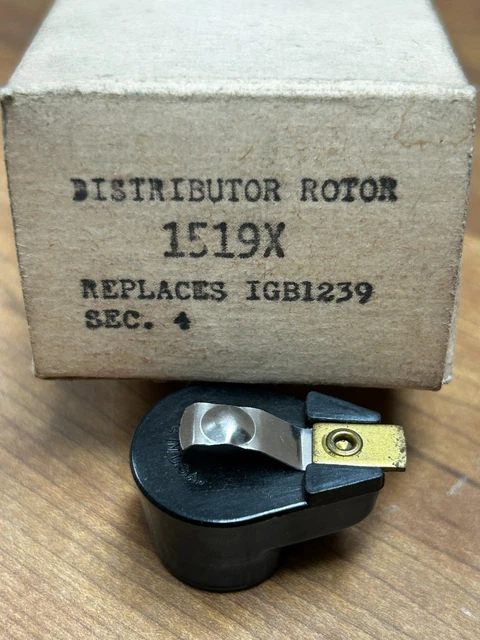 DISTRIBUTOR ROTOR
1519X
REPLACES IGB1239
SEC. 4